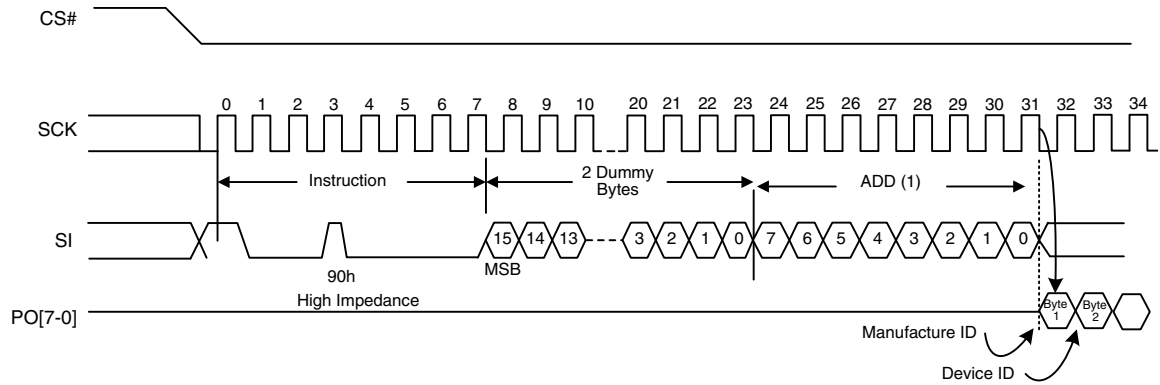 CS#
0 1 2 3 4 5 6 7 8 9 10 20 21 22 23 24 25 26 27 28 29 30 31 32 33 34
SCK
Instruction
2 Dummy
Bytes
ADD (1)
SI
15 14 13 3 2 1 0 7 6 5 4 3 2 1 0
90h
MSB
High Impedance
PO[7-0]
Byte
1
Byte
2
Manufacture ID
Device ID